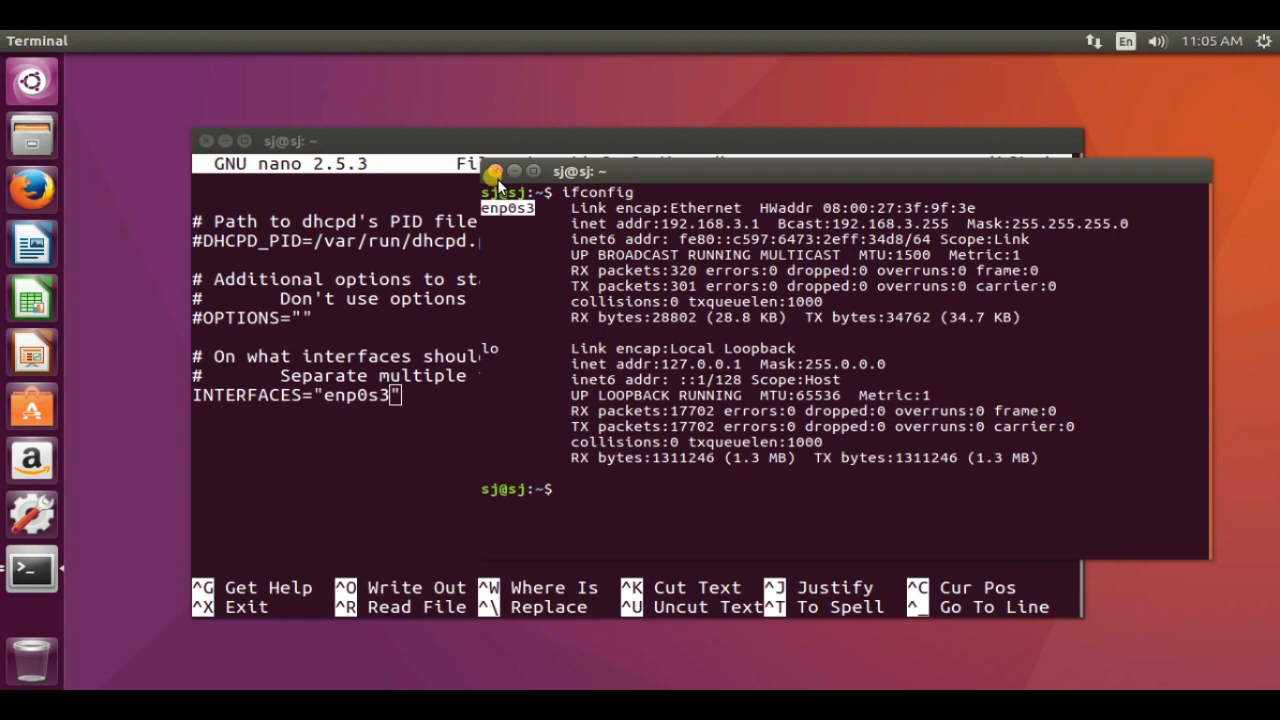 Terminal
En
11:05 AM
sj@sj: ~
GNU nano 2.5.3
sj@sj: ~
# Path to dhcpd's PID file
#DHCPD_PID=/var/run/dhcpd.
# Additional options to
# Don't use options
#OPTIONS=""
# On what interfaces
# Separate multiple
INTERFACES="enp0s3"
sj@sj:~$ ifconfig
enp0s3 Link encap:Ethernet HWaddr 08:00:27:3f:9f:3e
inet addr:192.168.3.1 Bcast:192.168.3.255 Mask:255.255.255.0
inet6 addr: fe80::c597:6473:2eff:34d8/64 Scope:Link
UP BROADCAST RUNNING MULTICAST MTU:1500 Metric:1
RX packets:320 errors:0 dropped:0 overruns:0 frame:0
TX packets:301 errors:0 dropped:0 overruns:0 carrier:0
collisions:0 txqueuelen:1000
RX bytes:28802 (28.8 KB) TX bytes:34762 (34.7 KB)
lo Link encap:Local Loopback
inet addr:127.0.0.1 Mask:255.0.0.0
inet6 addr: ::1/128 Scope:Host
UP LOOPBACK RUNNING MTU:65536 Metric:1
RX packets:17702 errors:0 dropped:0 overruns:0 frame:0
TX packets:17702 errors:0 dropped:0 overruns:0 carrier:0
collisions:0 txqueuelen:1000
RX bytes:1311246 (1.3 MB) TX bytes:1311246 (1.3 MB)
sj@sj:~$
^G Get Help ^O Write Out ^W Where Is ^K Cut Text ^J Justify ^C Cur Pos
^X Exit ^R Read File ^\ Replace ^U Uncut Text ^T To Spell ^_ Go To Line